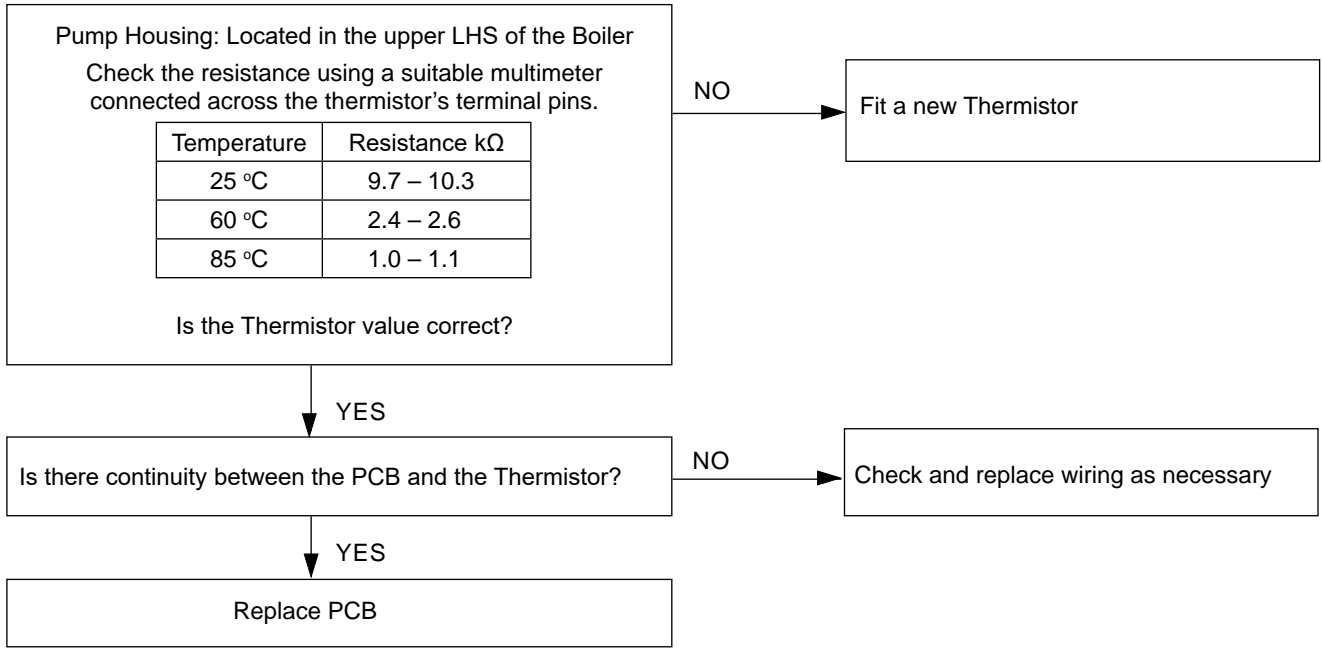 Pump Housing: Located in the upper LHS of the Boiler
Check the resistance using a suitable multimeter
connected across the thermistor's terminal pins.
Temperature Resistance kΩ
25 °C 9.7 – 10.3
60 °C 2.4 – 2.6
85 °C 1.0 – 1.1
Is the Thermistor value correct?
NO
Fit a new Thermistor
YES
Is there continuity between the PCB and the Thermistor?
NO
Check and replace wiring as necessary
YES
Replace PCB